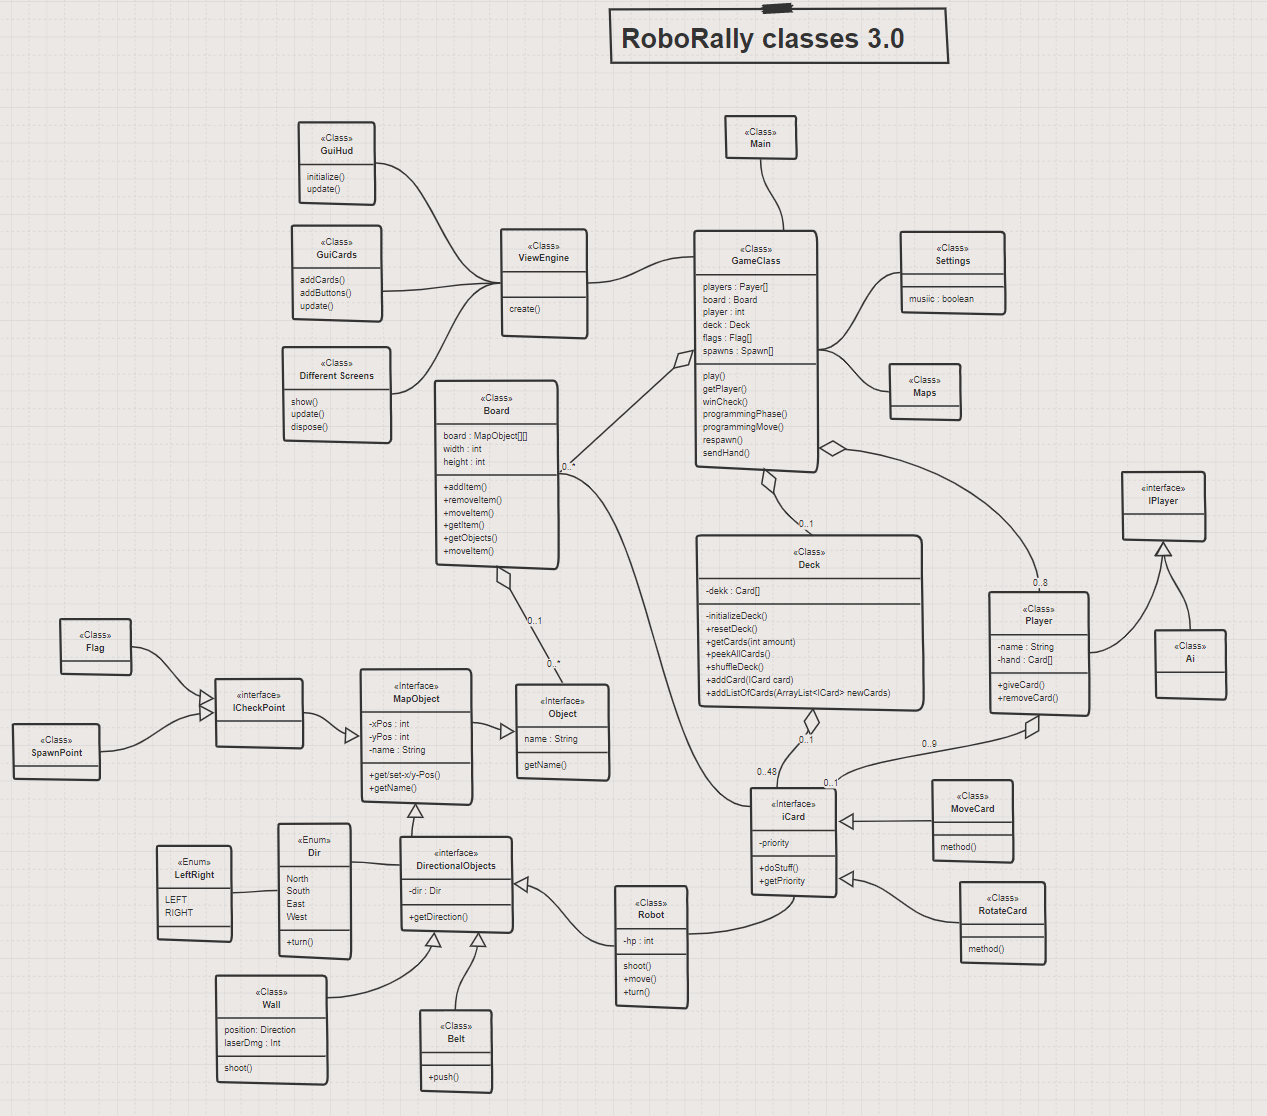 RoboRally classes 3.0
«Class»
Main
«Class»
GuiHud
initialize()
update()
«Class»
GuiCards
addCards()
addButtons()
update()
«Class»
Different Screens
show()
update()
dispose()
«Class»
ViewEngine
create()
«Class»
GameClass
players : Payer[]
board : Board
player : int
deck : Deck
flags : Flag[]
spawns : Spawn[]
play()
getPlayer()
winCheck()
programmingPhase()
programmingMove()
respawn()
sendHand()
«Class»
Settings
musiic : boolean
«Class»
Maps
«Class»
Board
board : MapObject[][]
width : int
height : int
+addItem()
+removeItem()
+moveItem()
+getItem()
+getObjects()
+moveItem()
0..*
0..1
«Class»
Deck
-dekk : Card[]
-initializeDeck()
+resetDeck()
+getCards(int amount)
+peekAllCards()
+shuffleDeck()
+addCard(ICard card)
+addListOfCards(ArrayList<ICard> newCards)
«interface»
IPlayer
0..8
«Class»
Player
-name : String
-hand : Card[]
+giveCard()
+removeCard()
«Class»
Ai
0..1
0..*
«Class»
Flag
«Class»
SpawnPoint
«interface»
ICheckPoint
«Interface»
MapObject
-xPos : int
-yPos : int
-name : String
+get/set-x/y-Pos()
+getName()
«Interface»
Object
name : String
getName()
0..1
0..48
0..9
0..1
«Interface»
iCard
-priority
+doStuff()
+getPriority
«Class»
MoveCard
method()
«Class»
RotateCard
method()
«Enum»
LeftRight
LEFT
RIGHT
«Enum»
Dir
North
South
East
West
+turn()
«interface»
DirectionalObjects
-dir : Dir
+getDirection()
«Class»
Robot
-hp : int
shoot()
+move()
+turn()
«Class»
Wall
position: Direction
laserDmg : Int
shoot()
«Class»
Belt
+push()